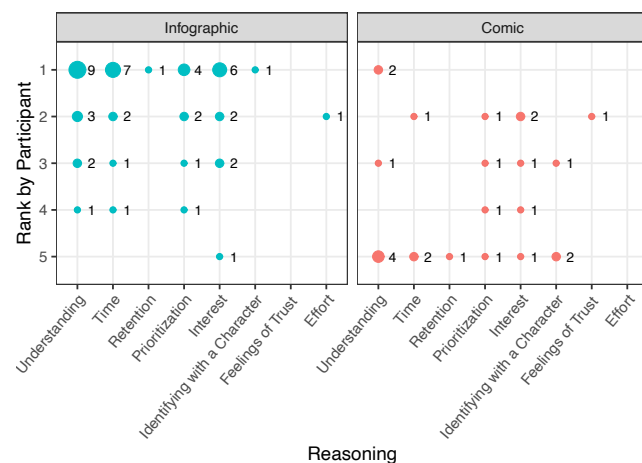 Infographic
Comic
Rank by Participant
1
2
3
4
5
9 7 1 4 6 1
3 2 2 2 1
2 1 1 2
1 1 1
1
2
1 1 2 1
1 1 1 1
1 1
4 2 1 1 1 2
Understanding
Time
Retention
Prioritization
Interest
Identifying with a Character
Feelings of Trust
Effort
Understanding
Time
Retention
Prioritization
Interest
Identifying with a Character
Feelings of Trust
Effort
Reasoning